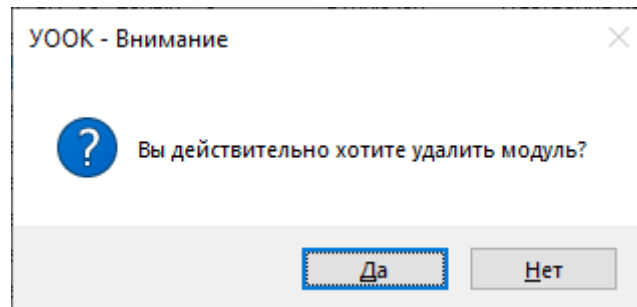 УООК - Внимание
Вы действительно хотите удалить модуль?
Да
Нет